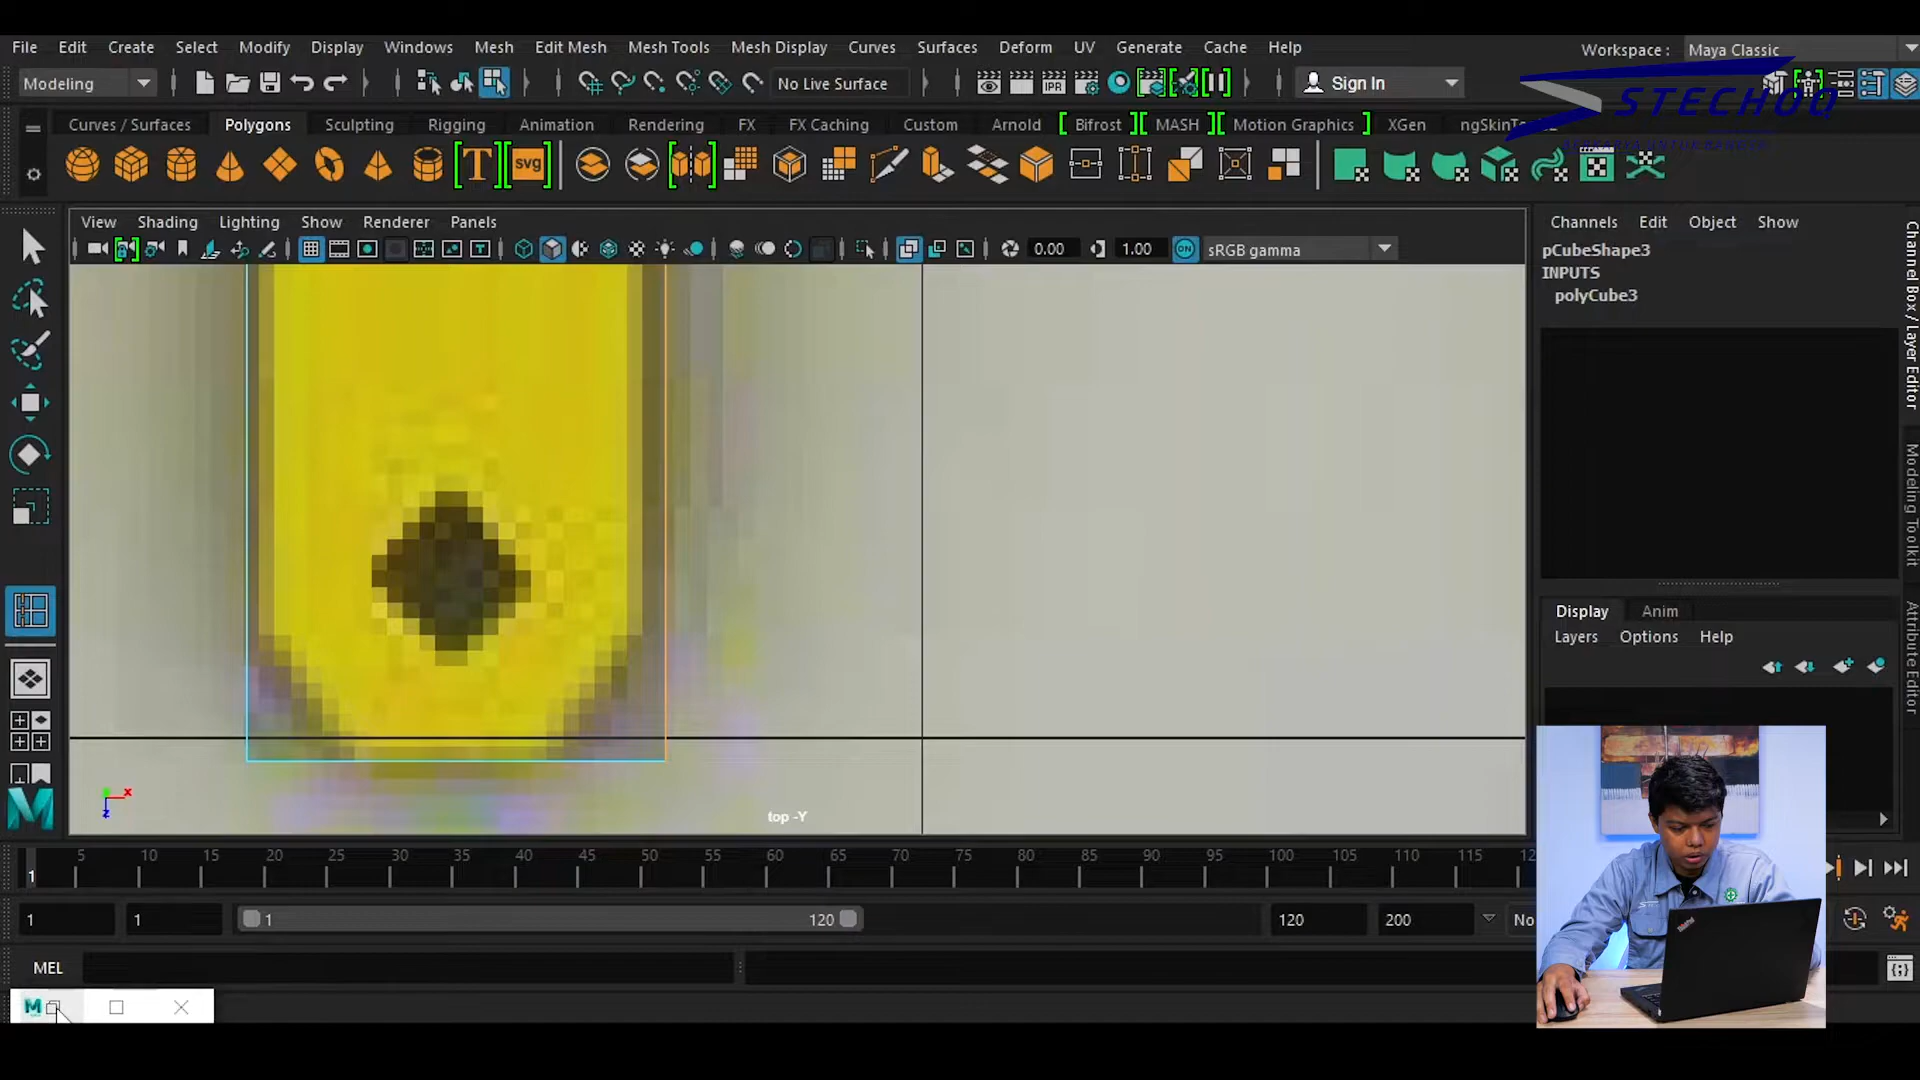 File Edit Create Select Modify Display Windows Mesh Edit Mesh Mesh Tools Mesh Display Curves Surfaces Deform UV Generate Cache Help Workspace : Maya Classic
Modeling No Live Surface IPR Sign In
STECHOQ
Curves / Surfaces Polygons Sculpting Rigging Animation Rendering FX FX Caching Custom Arnold Bifrost MASH Motion Graphics XGen
T svg
View Shading Lighting Show Renderer Panels
0.00 1.00 ON sRGB gamma
Channels Edit Object Show
pCubeShape3
INPUTS
polyCube3
Channel Box / Layer Editor
Modeling Toolkit
Attribute Editor
Display Anim
Layers Options Help
x
z
top -Y
M
5 10 15 20 25 30 35 40 45 50 55 60 65 70 75 80 85 90 95 100 105 110 115
1
1 1 1 120 120 200 No
MEL
M